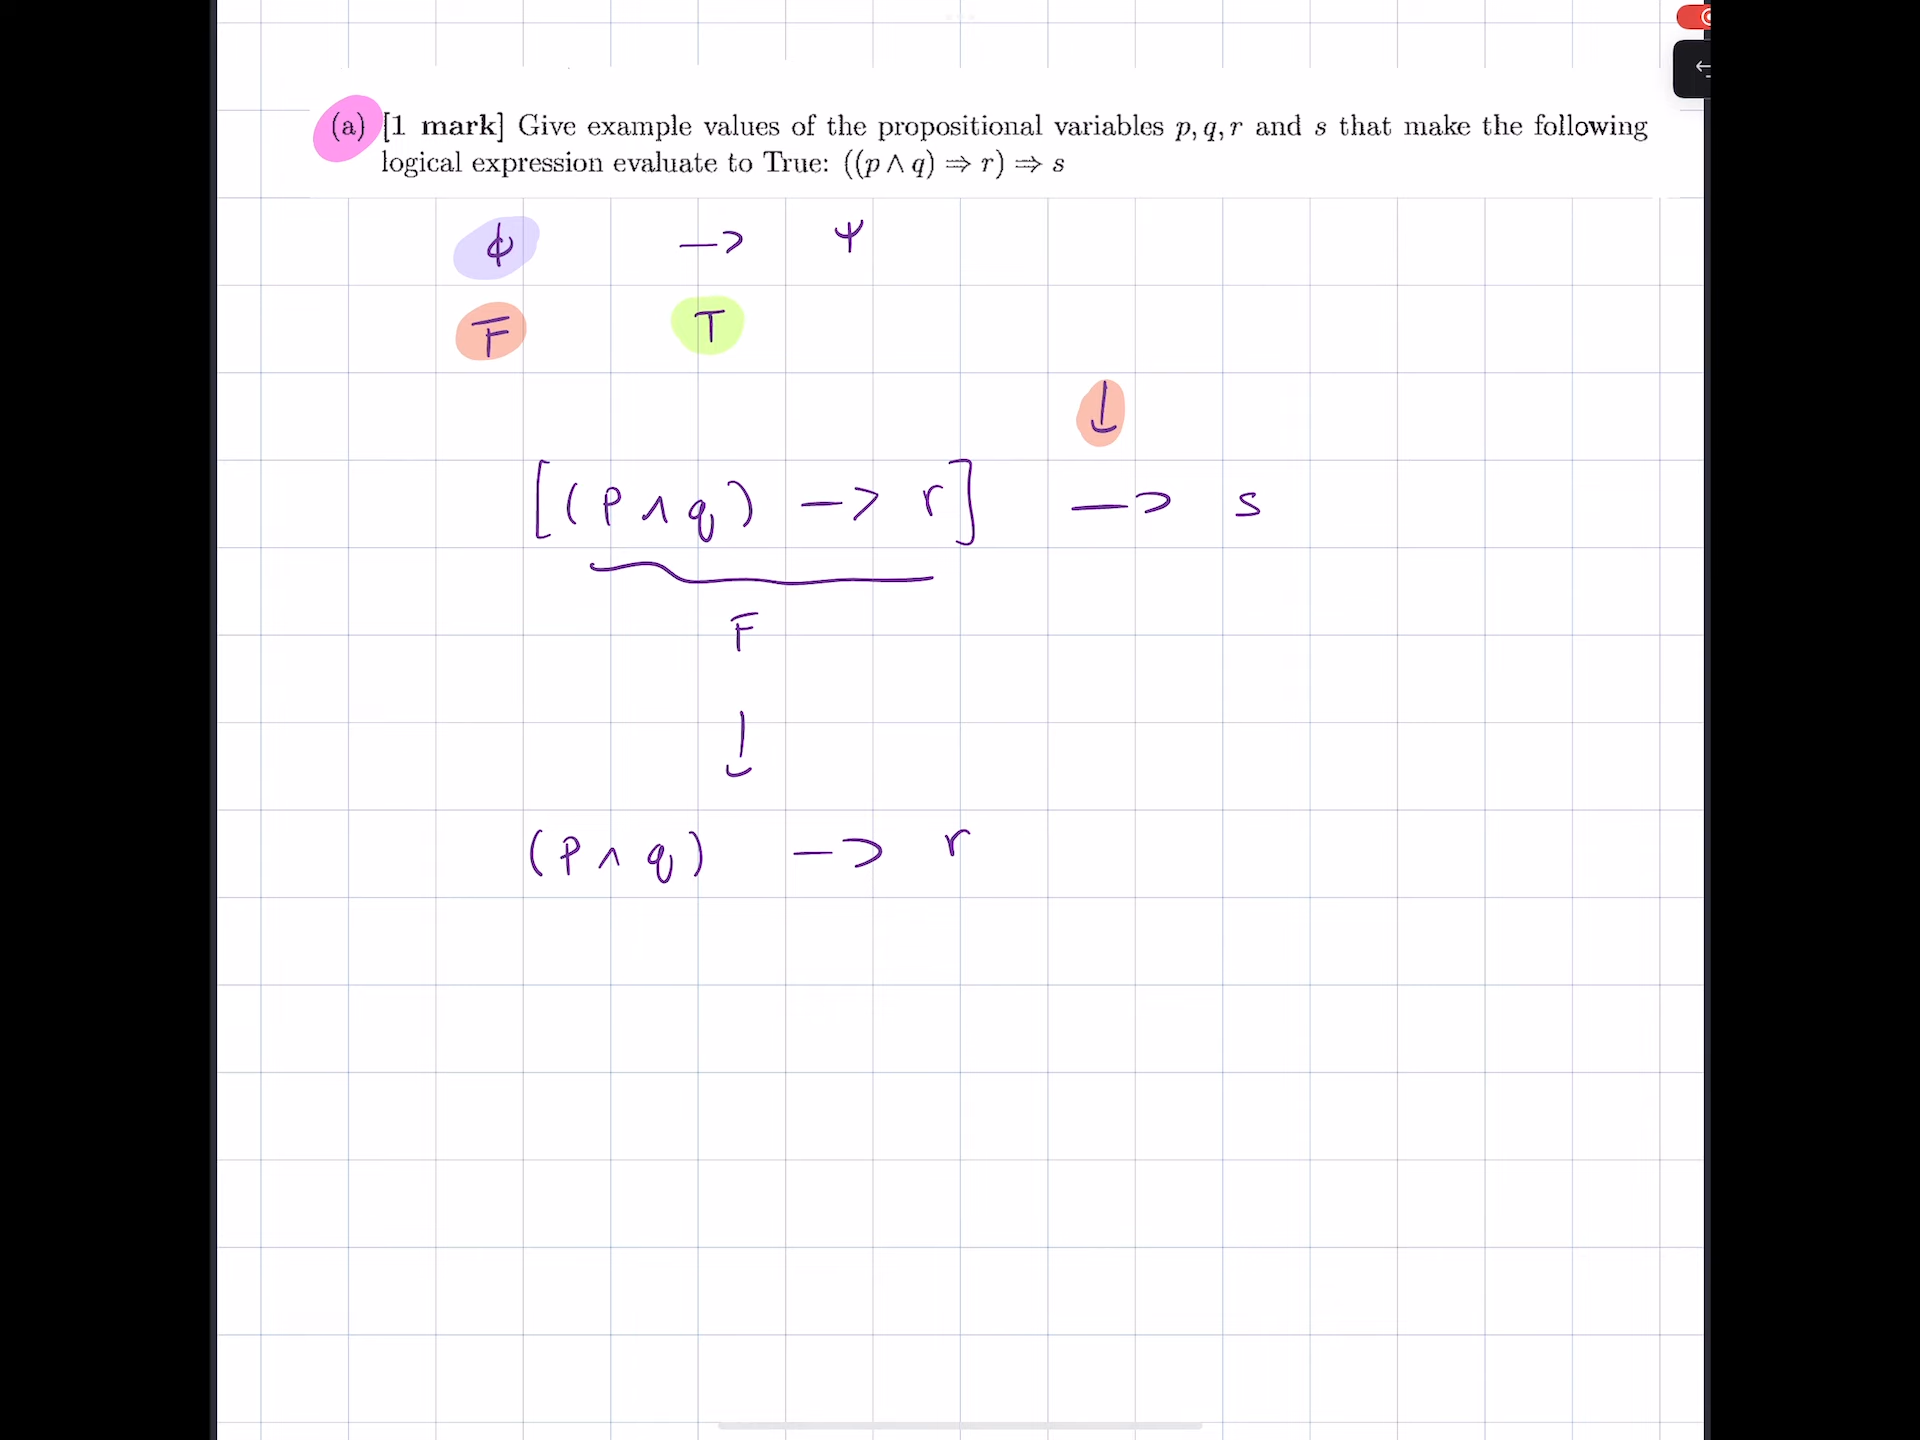 (a) [1 mark] Give example values of the propositional variables p, q, r and s that make the following
logical expression evaluate to True: ((p ∧ q) ⇒ r) ⇒ s
ϕ → ψ
F T
↓
[(p ∧ q) → r] → s
F
↓
(p ∧ q) → r